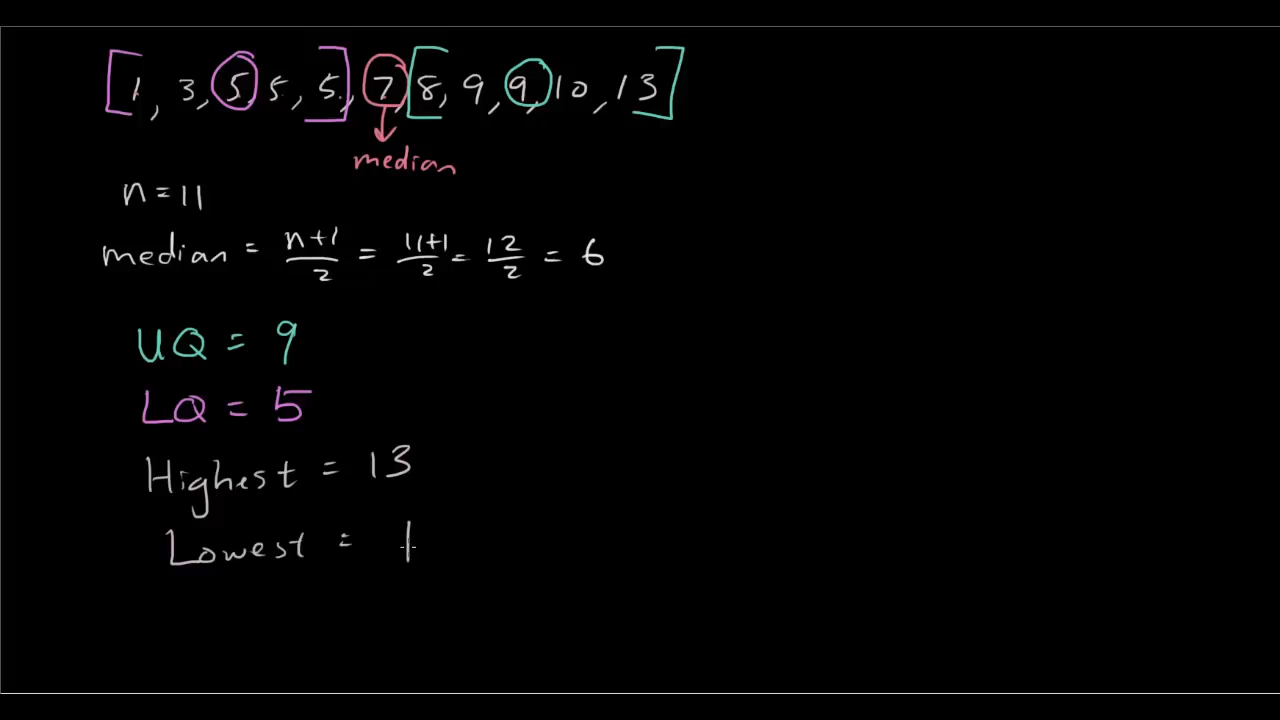 [1, 3, 5, 5, 5], 7, [8, 9, 9, 10, 13]
median
n = 11
median = n+1/2 = 11+1/2 = 12/2 = 6
UQ = 9
LQ = 5
Highest = 13
Lowest = 1